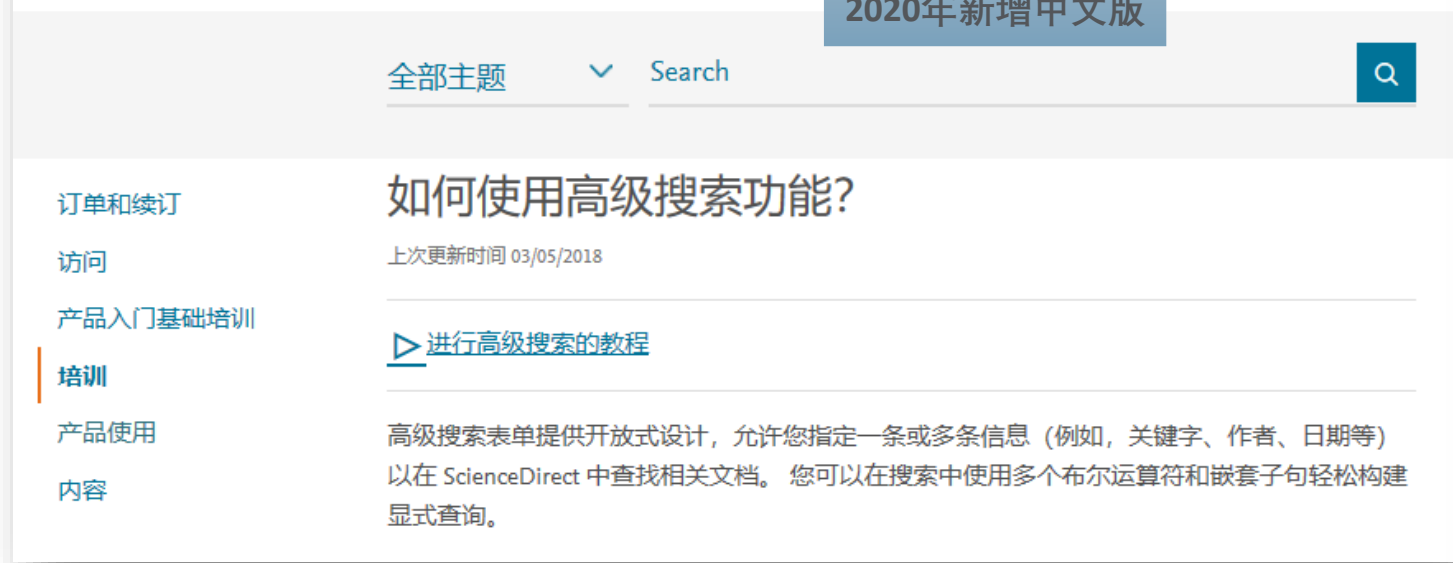 2020年新增中文版
全部主题
Search
订单和续订
访问
产品入门基础培训
培训
产品使用
内容
如何使用高级搜索功能?
上次更新时间 03/05/2018
进行高级搜索的教程
高级搜索表单提供开放式设计，允许您指定一条或多条信息（例如，关键字、作者、日期等）
以在 ScienceDirect 中查找相关文档。 您可以在搜索中使用多个布尔运算符和嵌套子句轻松构建
显式查询。